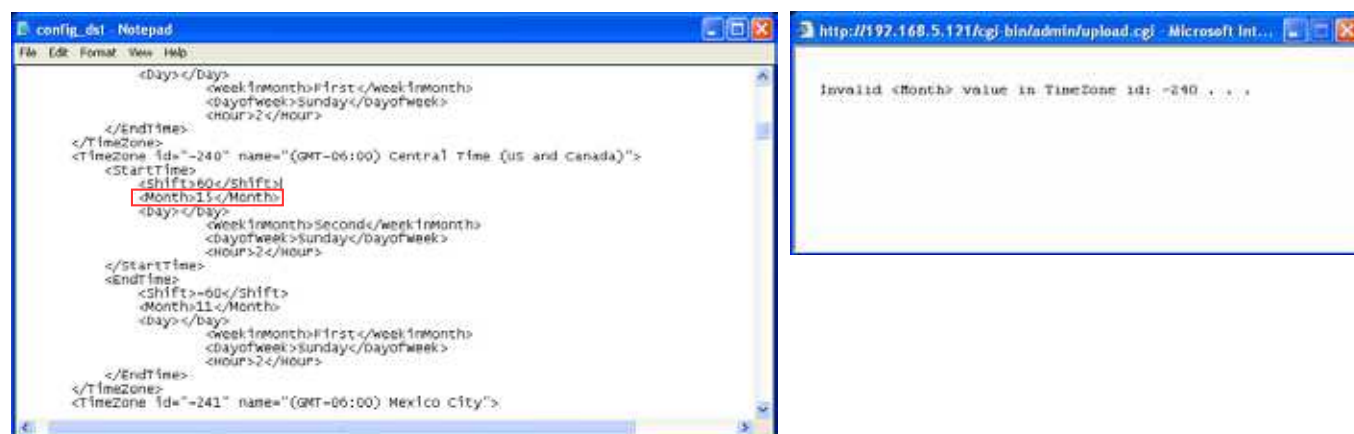 config_dst - Notepad
File Edit Format View Help
<Day></Day>
<WeekInMonth>First</WeekInMonth>
<DayofWeek>Sunday</DayofWeek>
<Hour>2</Hour>
</EndTime>
</TimeZone>
<TimeZone id="-240" name="(GMT-06:00) Central Time (US and Canada)">
<StartTime>
<Shift>60</Shift>
<Month>15</Month>
<Day></Day>
<WeekInMonth>Second</WeekInMonth>
<DayofWeek>Sunday</DayofWeek>
<Hour>2</Hour>
</StartTime>
<EndTime>
<Shift>-60</Shift>
<Month>11</Month>
<Day></Day>
<WeekInMonth>First</WeekInMonth>
<DayofWeek>Sunday</DayofWeek>
<Hour>2</Hour>
</EndTime>
</TimeZone>
<TimeZone id="-241" name="(GMT-06:00) Mexico City">
http://192.168.5.121/cgi-bin/admin/upload.cgi - Microsoft Int...
Invalid <Month> value in TimeZone id: -240 . . .